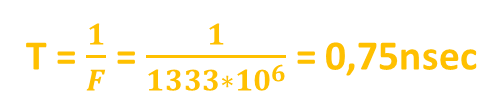 T = 1/F = 1/1333*10⁶ = 0,75nsec